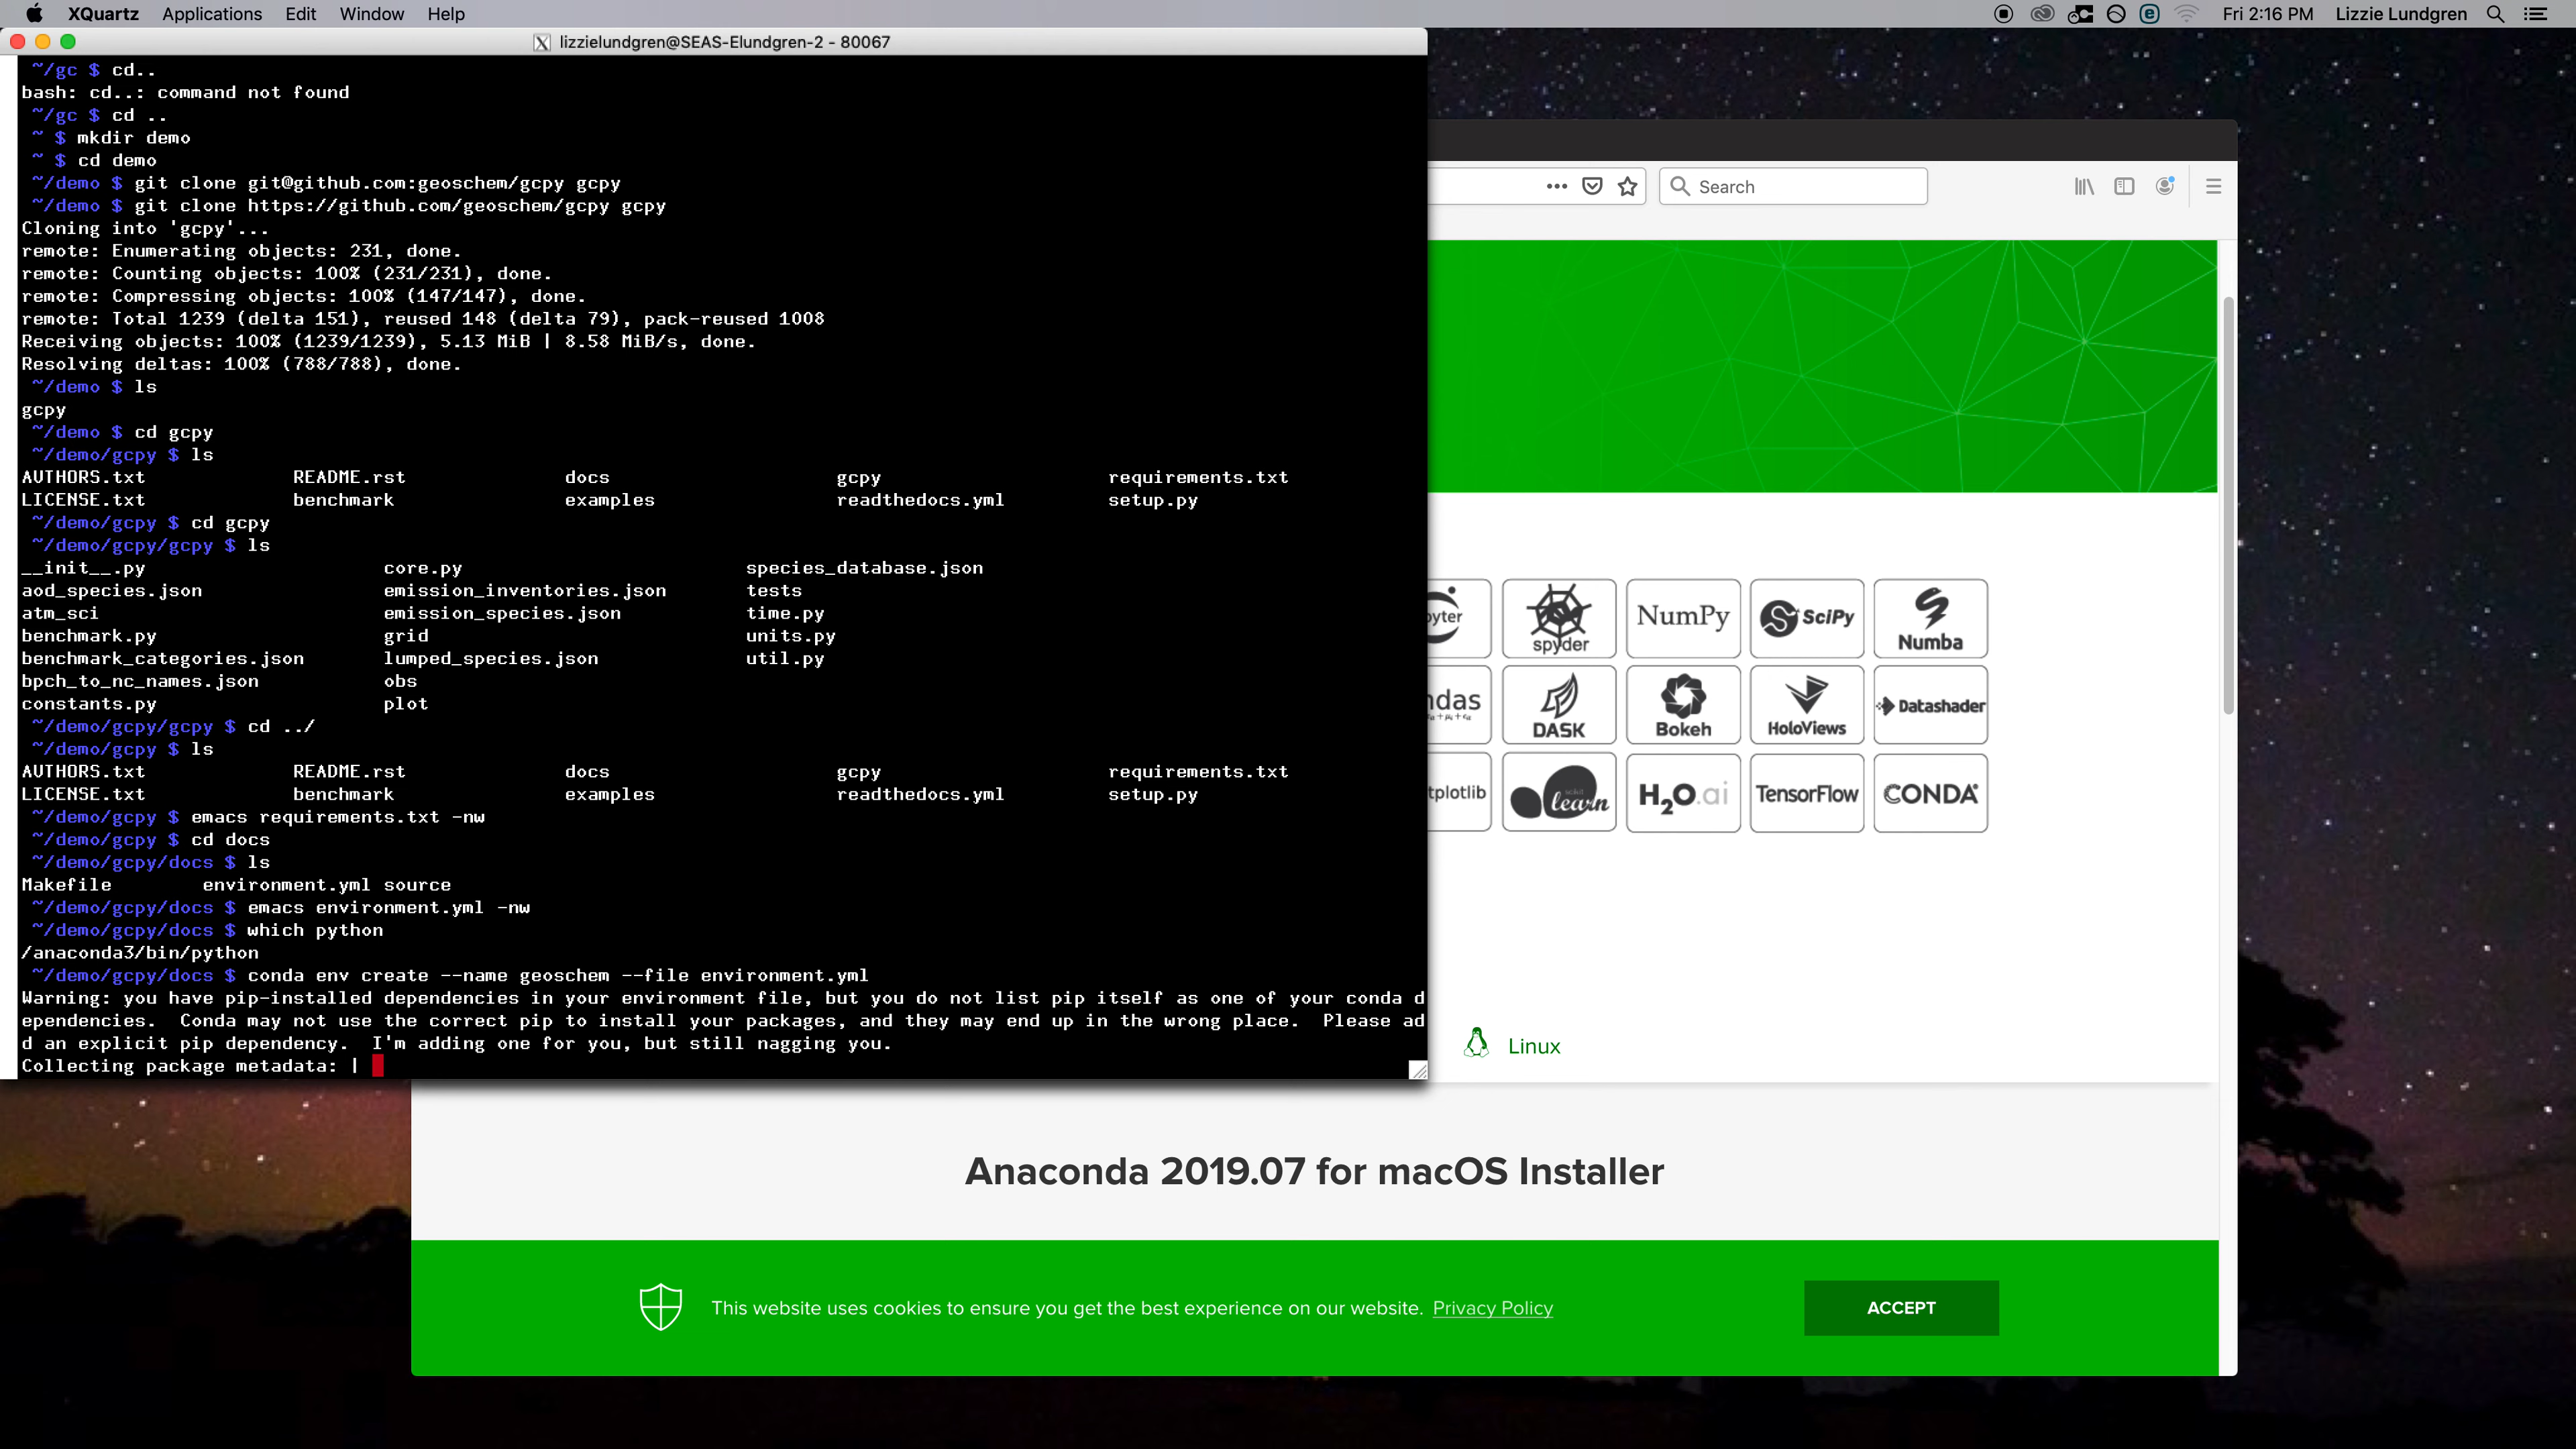 XQuartz Applications Edit Window Help
Fri 2:16 PM Lizzie Lundgren
lizzielundgren@SEAS-Elundgren-2 - 80067
~/gc $ cd..
bash: cd..: command not found
~/gc $ cd ..
~ $ mkdir demo
~ $ cd demo
~/demo $ git clone git@github.com:geoschem/gcpy gcpy
~/demo $ git clone https://github.com/geoschem/gcpy gcpy
Cloning into 'gcpy'...
remote: Enumerating objects: 231, done.
remote: Counting objects: 100% (231/231), done.
remote: Compressing objects: 100% (147/147), done.
remote: Total 1239 (delta 151), reused 148 (delta 79), pack-reused 1008
Receiving objects: 100% (1239/1239), 5.13 MiB | 8.58 MiB/s, done.
Resolving deltas: 100% (788/788), done.
~/demo $ ls
gcpy
~/demo $ cd gcpy
~/demo/gcpy $ ls
AUTHORS.txt README.rst docs gcpy requirements.txt
LICENSE.txt benchmark examples readthedocs.yml setup.py
~/demo/gcpy $ cd gcpy
~/demo/gcpy/gcpy $ ls
__init__.py core.py species_database.json
aod_species.json emission_inventories.json tests
atm_sci emission_species.json time.py
benchmark.py grid units.py
benchmark_categories.json lumped_species.json util.py
bpch_to_nc_names.json obs
constants.py plot
~/demo/gcpy/gcpy $ cd ../
~/demo/gcpy $ ls
AUTHORS.txt README.rst docs gcpy requirements.txt
LICENSE.txt benchmark examples readthedocs.yml setup.py
~/demo/gcpy $ emacs requirements.txt -nw
~/demo/gcpy $ cd docs
~/demo/gcpy/docs $ ls
Makefile environment.yml source
~/demo/gcpy/docs $ emacs environment.yml -nw
~/demo/gcpy/docs $ which python
/anaconda3/bin/python
~/demo/gcpy/docs $ conda env create --name geoschem --file environment.yml
Warning: you have pip-installed dependencies in your environment file, but you do not list pip itself as one of your conda d
ependencies. Conda may not use the correct pip to install your packages, and they may end up in the wrong place. Please ad
d an explicit pip dependency. I'm adding one for you, but still nagging you.
Collecting package metadata: |
Search
yter spyder NumPy SciPy Numba
ndas DASK Bokeh HoloViews Datashader
tplotlib learn H2O.ai TensorFlow CONDA
Linux
Anaconda 2019.07 for macOS Installer
This website uses cookies to ensure you get the best experience on our website. Privacy Policy
ACCEPT